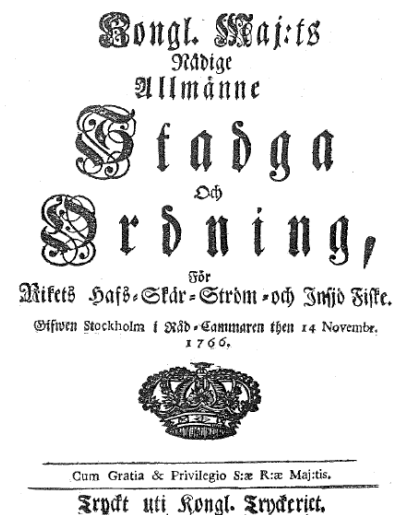 Kongl. Maj:ts
Nådige
Allmänne
Stadga
Och
Ordning,
För
Rikets Hafs-Skär-Ström-och Insjö Fiske.
Gifwen Stockholm i Råd-Cammaren then 14 Novembr.
1766.
Cum Gratia & Privilegio S:æ R:æ Maj:tis.
Tryckt uti Kongl. Tryckeriet.